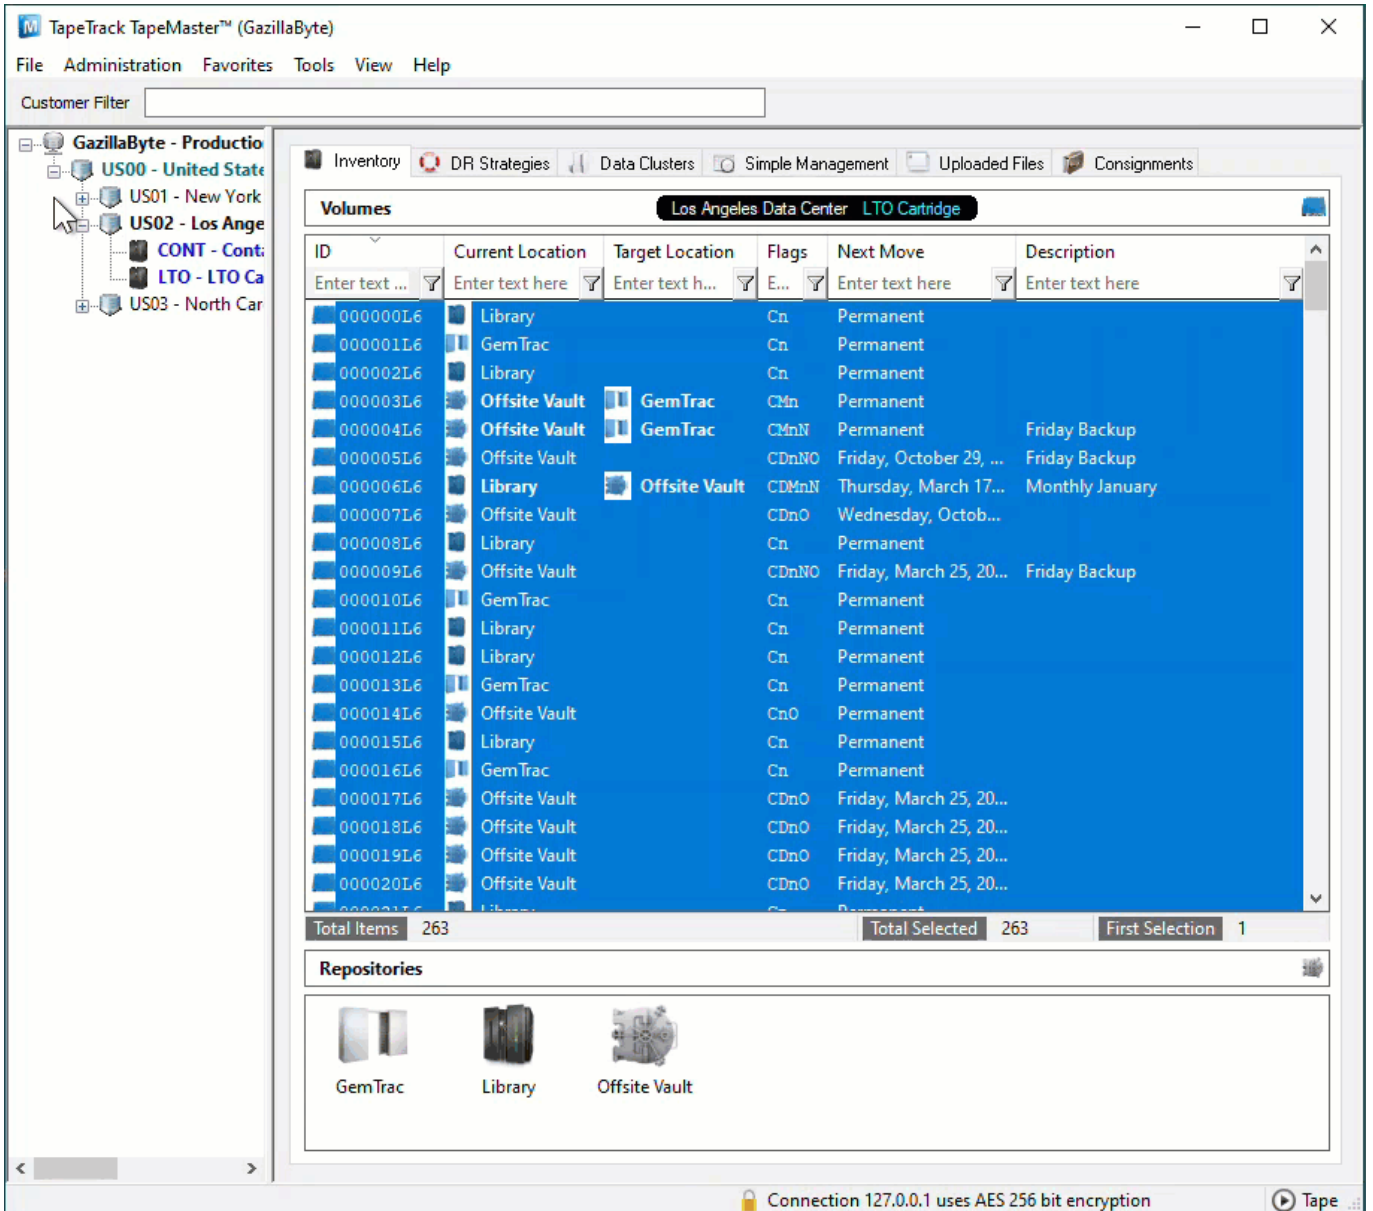 TapeTrack TapeMaster™ (GazillaByte)
File Administration Favorites Tools View Help
Customer Filter
GazillaByte - Productio
US00 - United State
US01 - New York
US02 - Los Ange
CONT - Conta
LTO - LTO Ca
US03 - North Car
Inventory DR Strategies Data Clusters Simple Management Uploaded Files Consignments
Volumes Los Angeles Data Center LTO Cartridge
ID Current Location Target Location Flags Next Move Description
Enter text ... Enter text here Enter text h... E... Enter text here Enter text here
000000L6 Library Cn Permanent
000001L6 GemTrac Cn Permanent
000002L6 Library Cn Permanent
000003L6 Offsite Vault GemTrac CMn Permanent
000004L6 Offsite Vault GemTrac CMnN Permanent Friday Backup
000005L6 Offsite Vault CDnNO Friday, October 29, ... Friday Backup
000006L6 Library Offsite Vault CDMnN Thursday, March 17... Monthly January
000007L6 Offsite Vault CDnO Wednesday, Octob...
000008L6 Library Cn Permanent
000009L6 Offsite Vault CDnNO Friday, March 25, 20... Friday Backup
000010L6 GemTrac Cn Permanent
000011L6 Library Cn Permanent
000012L6 Library Cn Permanent
000013L6 GemTrac Cn Permanent
000014L6 Offsite Vault CnO Permanent
000015L6 Library Cn Permanent
000016L6 GemTrac Cn Permanent
000017L6 Offsite Vault CDnO Friday, March 25, 20...
000018L6 Offsite Vault CDnO Friday, March 25, 20...
000019L6 Offsite Vault CDnO Friday, March 25, 20...
000020L6 Offsite Vault CDnO Friday, March 25, 20...
Total Items 263 Total Selected 263 First Selection 1
Repositories
GemTrac Library Offsite Vault
Connection 127.0.0.1 uses AES 256 bit encryption Tape